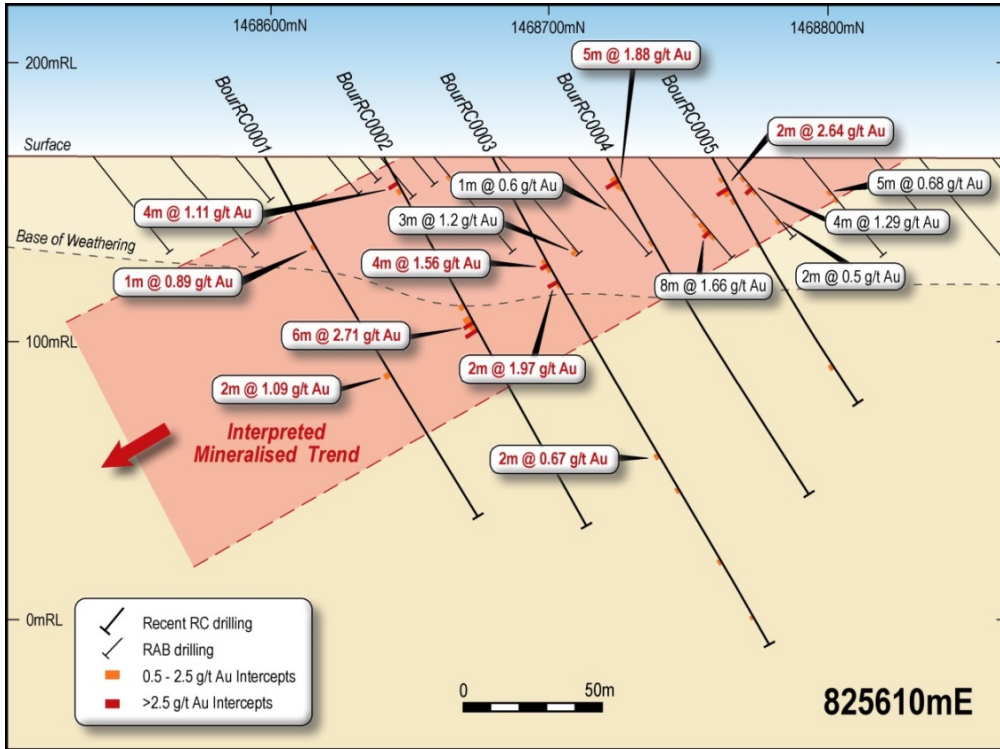 1468600mN
1468700mN
1468800mN
200mRL
5m @ 1.88 g/t Au
BourRC0001
BourRC0002
BourRC0003
BourRC0004
BourRC0005
2m @ 2.64 g/t Au
Surface
1m @ 0.6 g/t Au
5m @ 0.68 g/t Au
4m @ 1.11 g/t Au
3m @ 1.2 g/t Au
4m @ 1.29 g/t Au
Base of Weathering
4m @ 1.56 g/t Au
2m @ 0.5 g/t Au
1m @ 0.89 g/t Au
8m @ 1.66 g/t Au
100mRL
6m @ 2.71 g/t Au
2m @ 1.97 g/t Au
2m @ 1.09 g/t Au
Interpreted
Mineralised Trend
2m @ 0.67 g/t Au
0mRL
Recent RC drilling
RAB drilling
0.5 - 2.5 g/t Au Intercepts
>2.5 g/t Au Intercepts
0
50m
825610mE